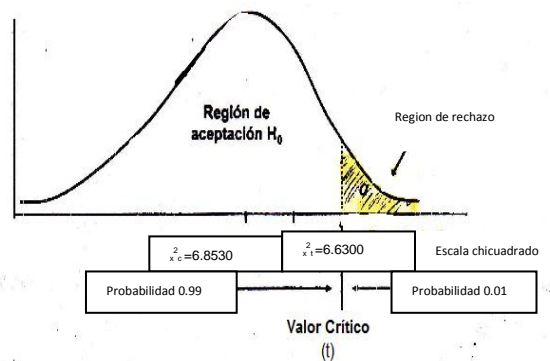 Región de
aceptación H₀
Region de rechazo
α
x²c=6.8530
x²t=6.6300
Escala chicuadrado
Probabilidad 0.99
Probabilidad 0.01
Valor Crítico
(t)